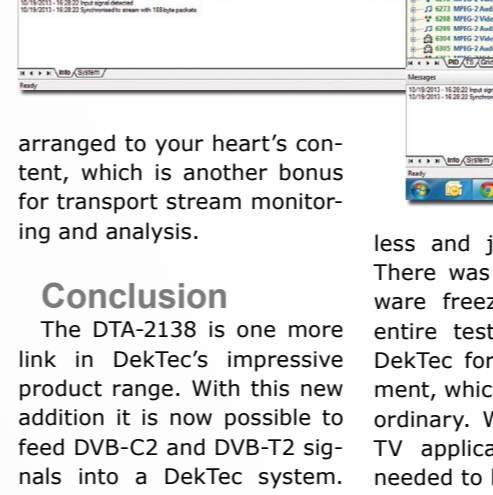 10/19/2013 - 16:28:22 Input signal detected
10/19/2013 - 16:28:22 Synchronised to stream with 188 byte packets
Info System
Ready
arranged to your heart's con-
tent, which is another bonus
for transport stream monitor-
ing and analysis.
Conclusion
The DTA-2138 is one more
link in DekTec's impressive
product range. With this new
addition it is now possible to
feed DVB-C2 and DVB-T2 sig-
nals into a DekTec system.
6273 MPEG-2 Audi
6288 MPEG-2 Vide
6289 MPEG-2 Audi
6304 MPEG-2 Vide
6305 MPEG-2 Audi
PID TS Grid
Messages
10/19/2013 - 16:28:22 Input sign
10/19/2013 - 16:28:22 Synchron
Info System
Ready
less and j
There was
ware freez
entire test
DekTec for
ment, whic
ordinary. W
TV applica
needed to